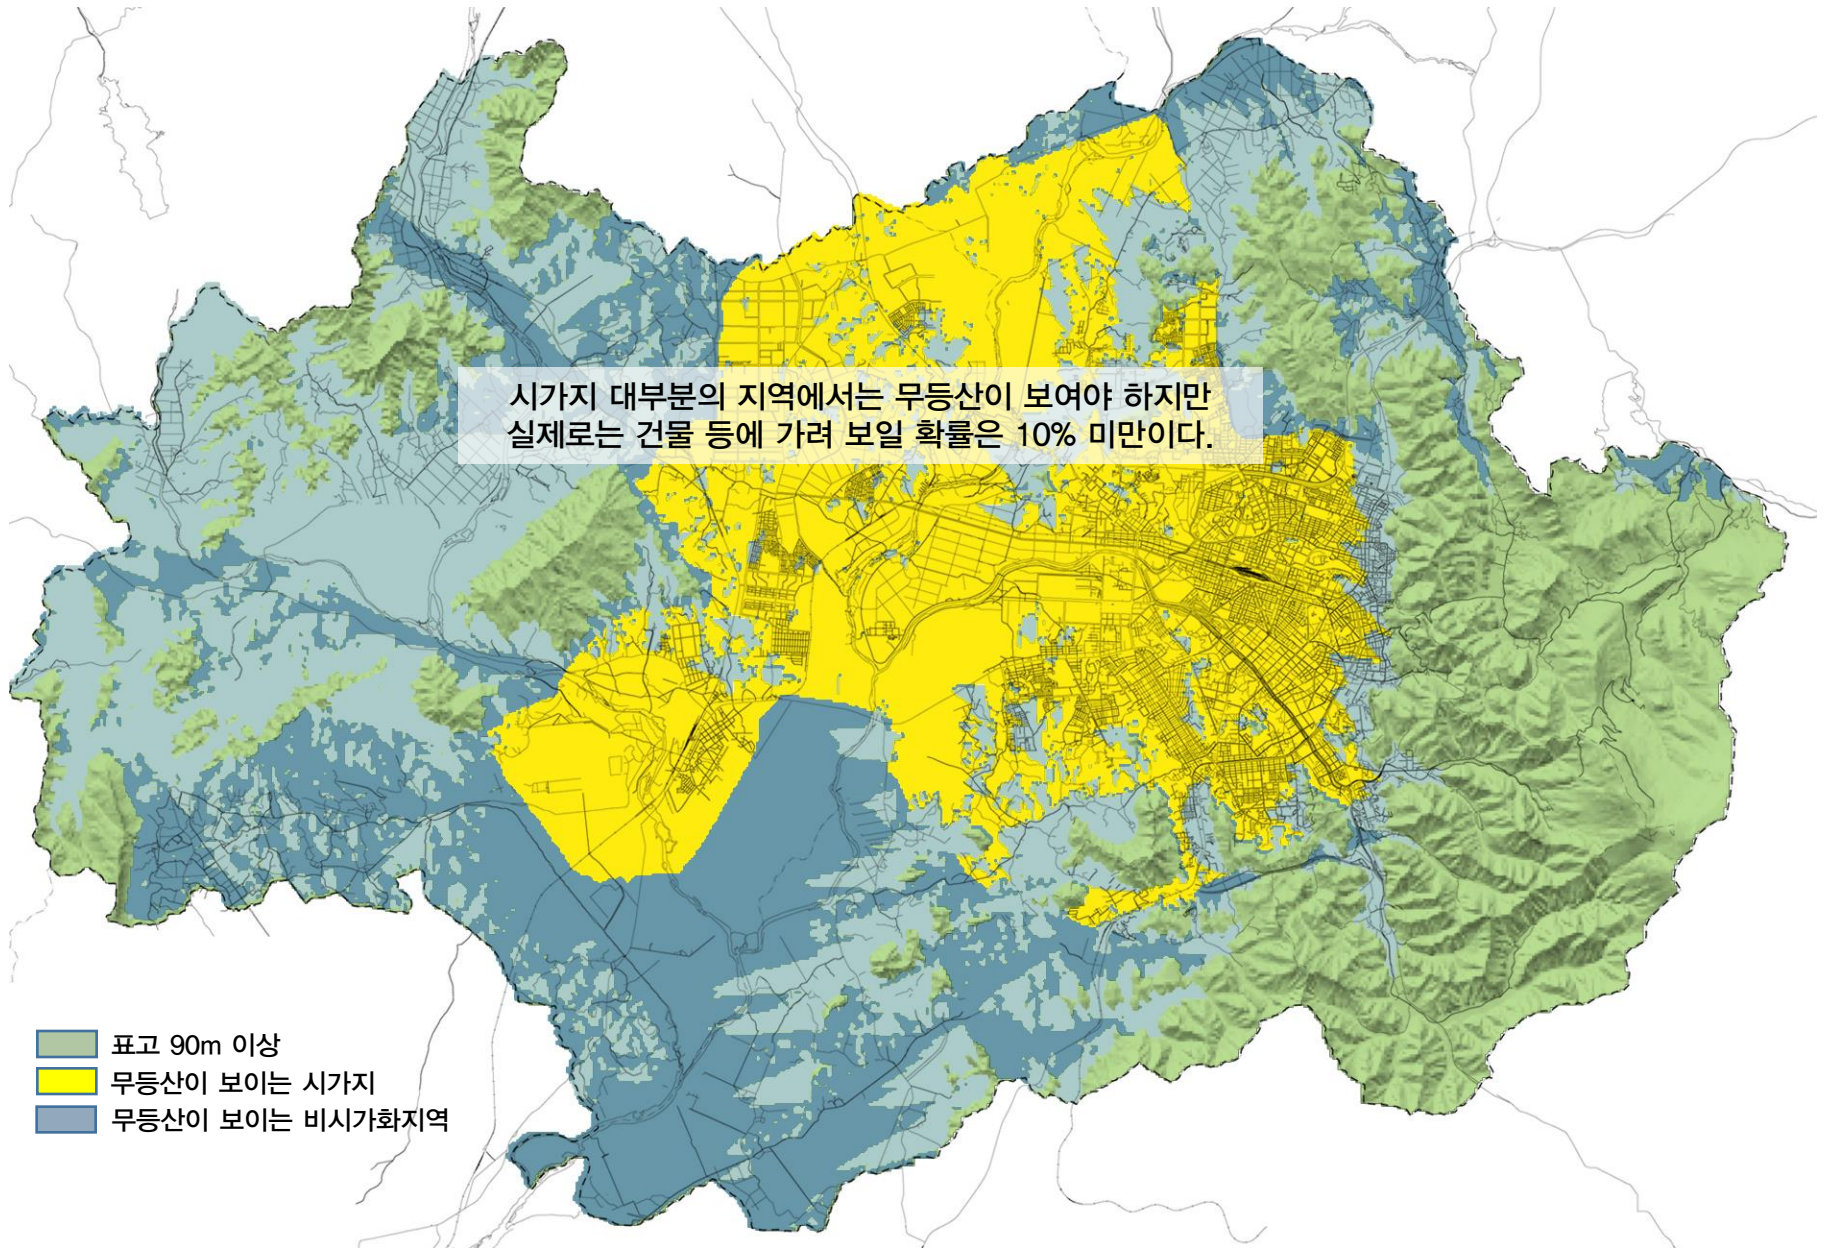 시가지 대부분의 지역에서는 무등산이 보여야 하지만
실제로는 건물 등에 가려 보일 확률은 10% 미만이다.
표고 90m 이상
무등산이 보이는 시가지
무등산이 보이는 비시가화지역